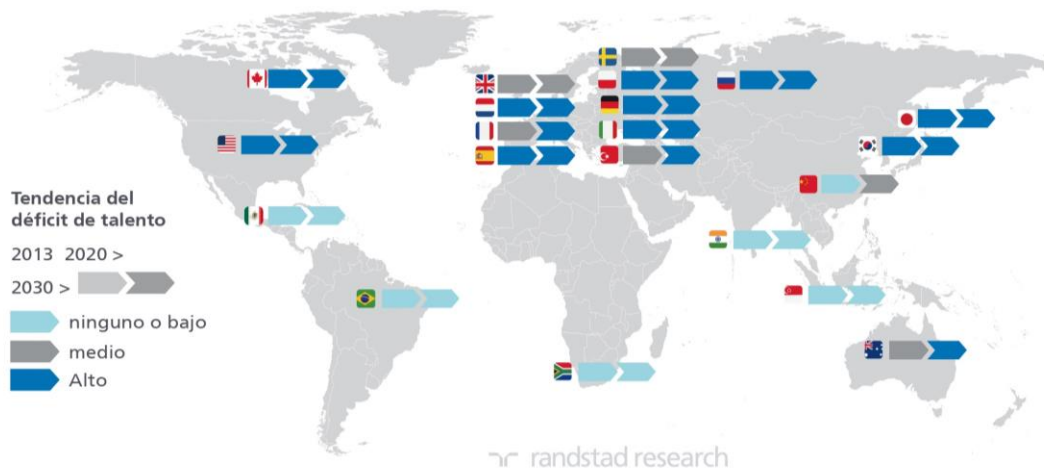 Tendencia del
déficit de talento
2013 2020 >
2030 >
ninguno o bajo
medio
Alto
randstad research